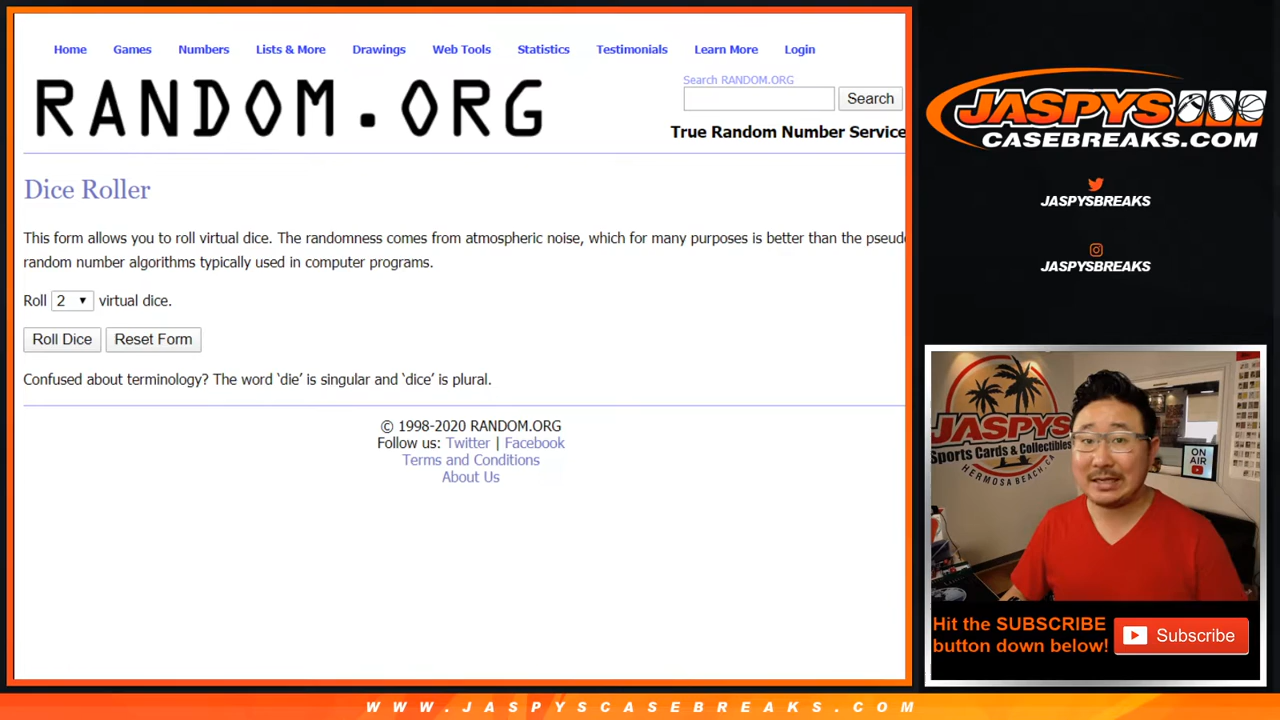 Home Games Numbers Lists & More Drawings Web Tools Statistics Testimonials Learn More Login
RANDOM.ORG
Search RANDOM.ORG
Search
True Random Number Service
Dice Roller
This form allows you to roll virtual dice. The randomness comes from atmospheric noise, which for many purposes is better than the pseudo
random number algorithms typically used in computer programs.
Roll 2 virtual dice.
Roll Dice Reset Form
Confused about terminology? The word ‘die’ is singular and ‘dice’ is plural.
© 1998-2020 RANDOM.ORG
Follow us: Twitter | Facebook
Terms and Conditions
About Us
JASPYS
CASEBREAKS.COM
JASPYSBREAKS
JASPYSBREAKS
JASPYS
Sports Cards & Collectibles
HERMOSA BEACH, CA
ON
AIR
Hit the SUBSCRIBE
button down below!
Subscribe
WWW.JASPYSCASEBREAKS.COM